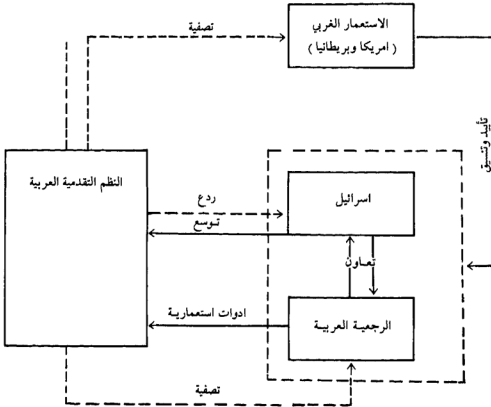 الاستعمار الغربي
( امريكا وبريطانيا )
تصفية
تأييد وتنسيق
النظم التقدمية العربية
اسرائيل
ردع
توسع
تعاون
ادوات استعمارية
الرجعية العربية
تصفية